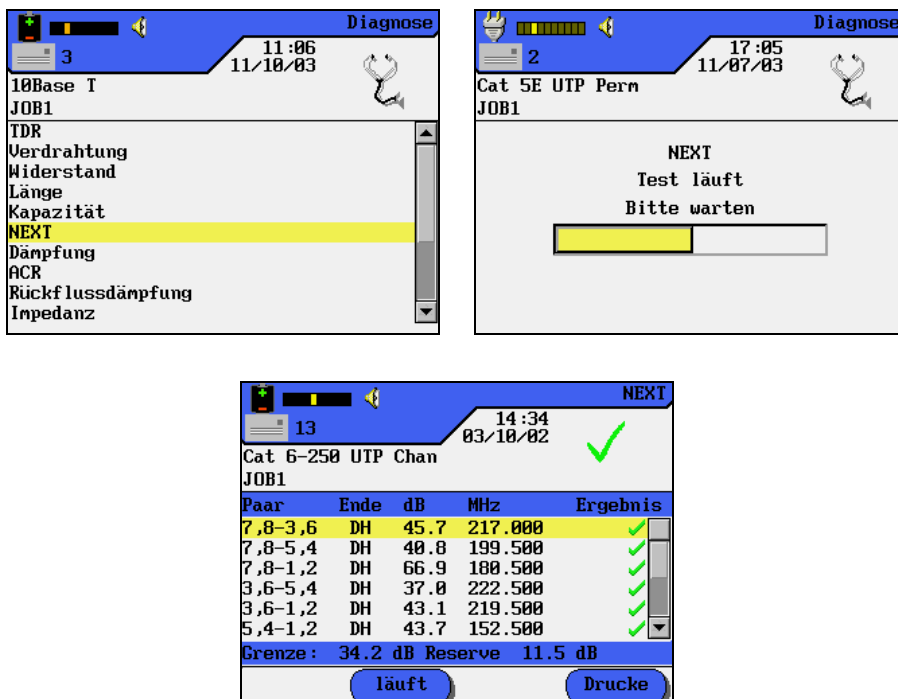 Diagnose
3
11:06
11/10/03
10Base T
JOB1
TDR
Verdrahtung
Widerstand
Länge
Kapazität
NEXT
Dämpfung
ACR
Rückflussdämpfung
Impedanz
Diagnose
2
17:05
11/07/03
Cat 5E UTP Perm
JOB1
NEXT
Test läuft
Bitte warten
NEXT
13
14:34
03/10/02
Cat 6-250 UTP Chan
JOB1
Paar Ende dB MHz Ergebnis
7,8-3,6 DH 45.7 217.000
7,8-5,4 DH 40.8 199.500
7,8-1,2 DH 66.9 180.500
3,6-5,4 DH 37.0 222.500
3,6-1,2 DH 43.1 219.500
5,4-1,2 DH 43.7 152.500
Grenze: 34.2 dB Reserve 11.5 dB
läuft Drucke